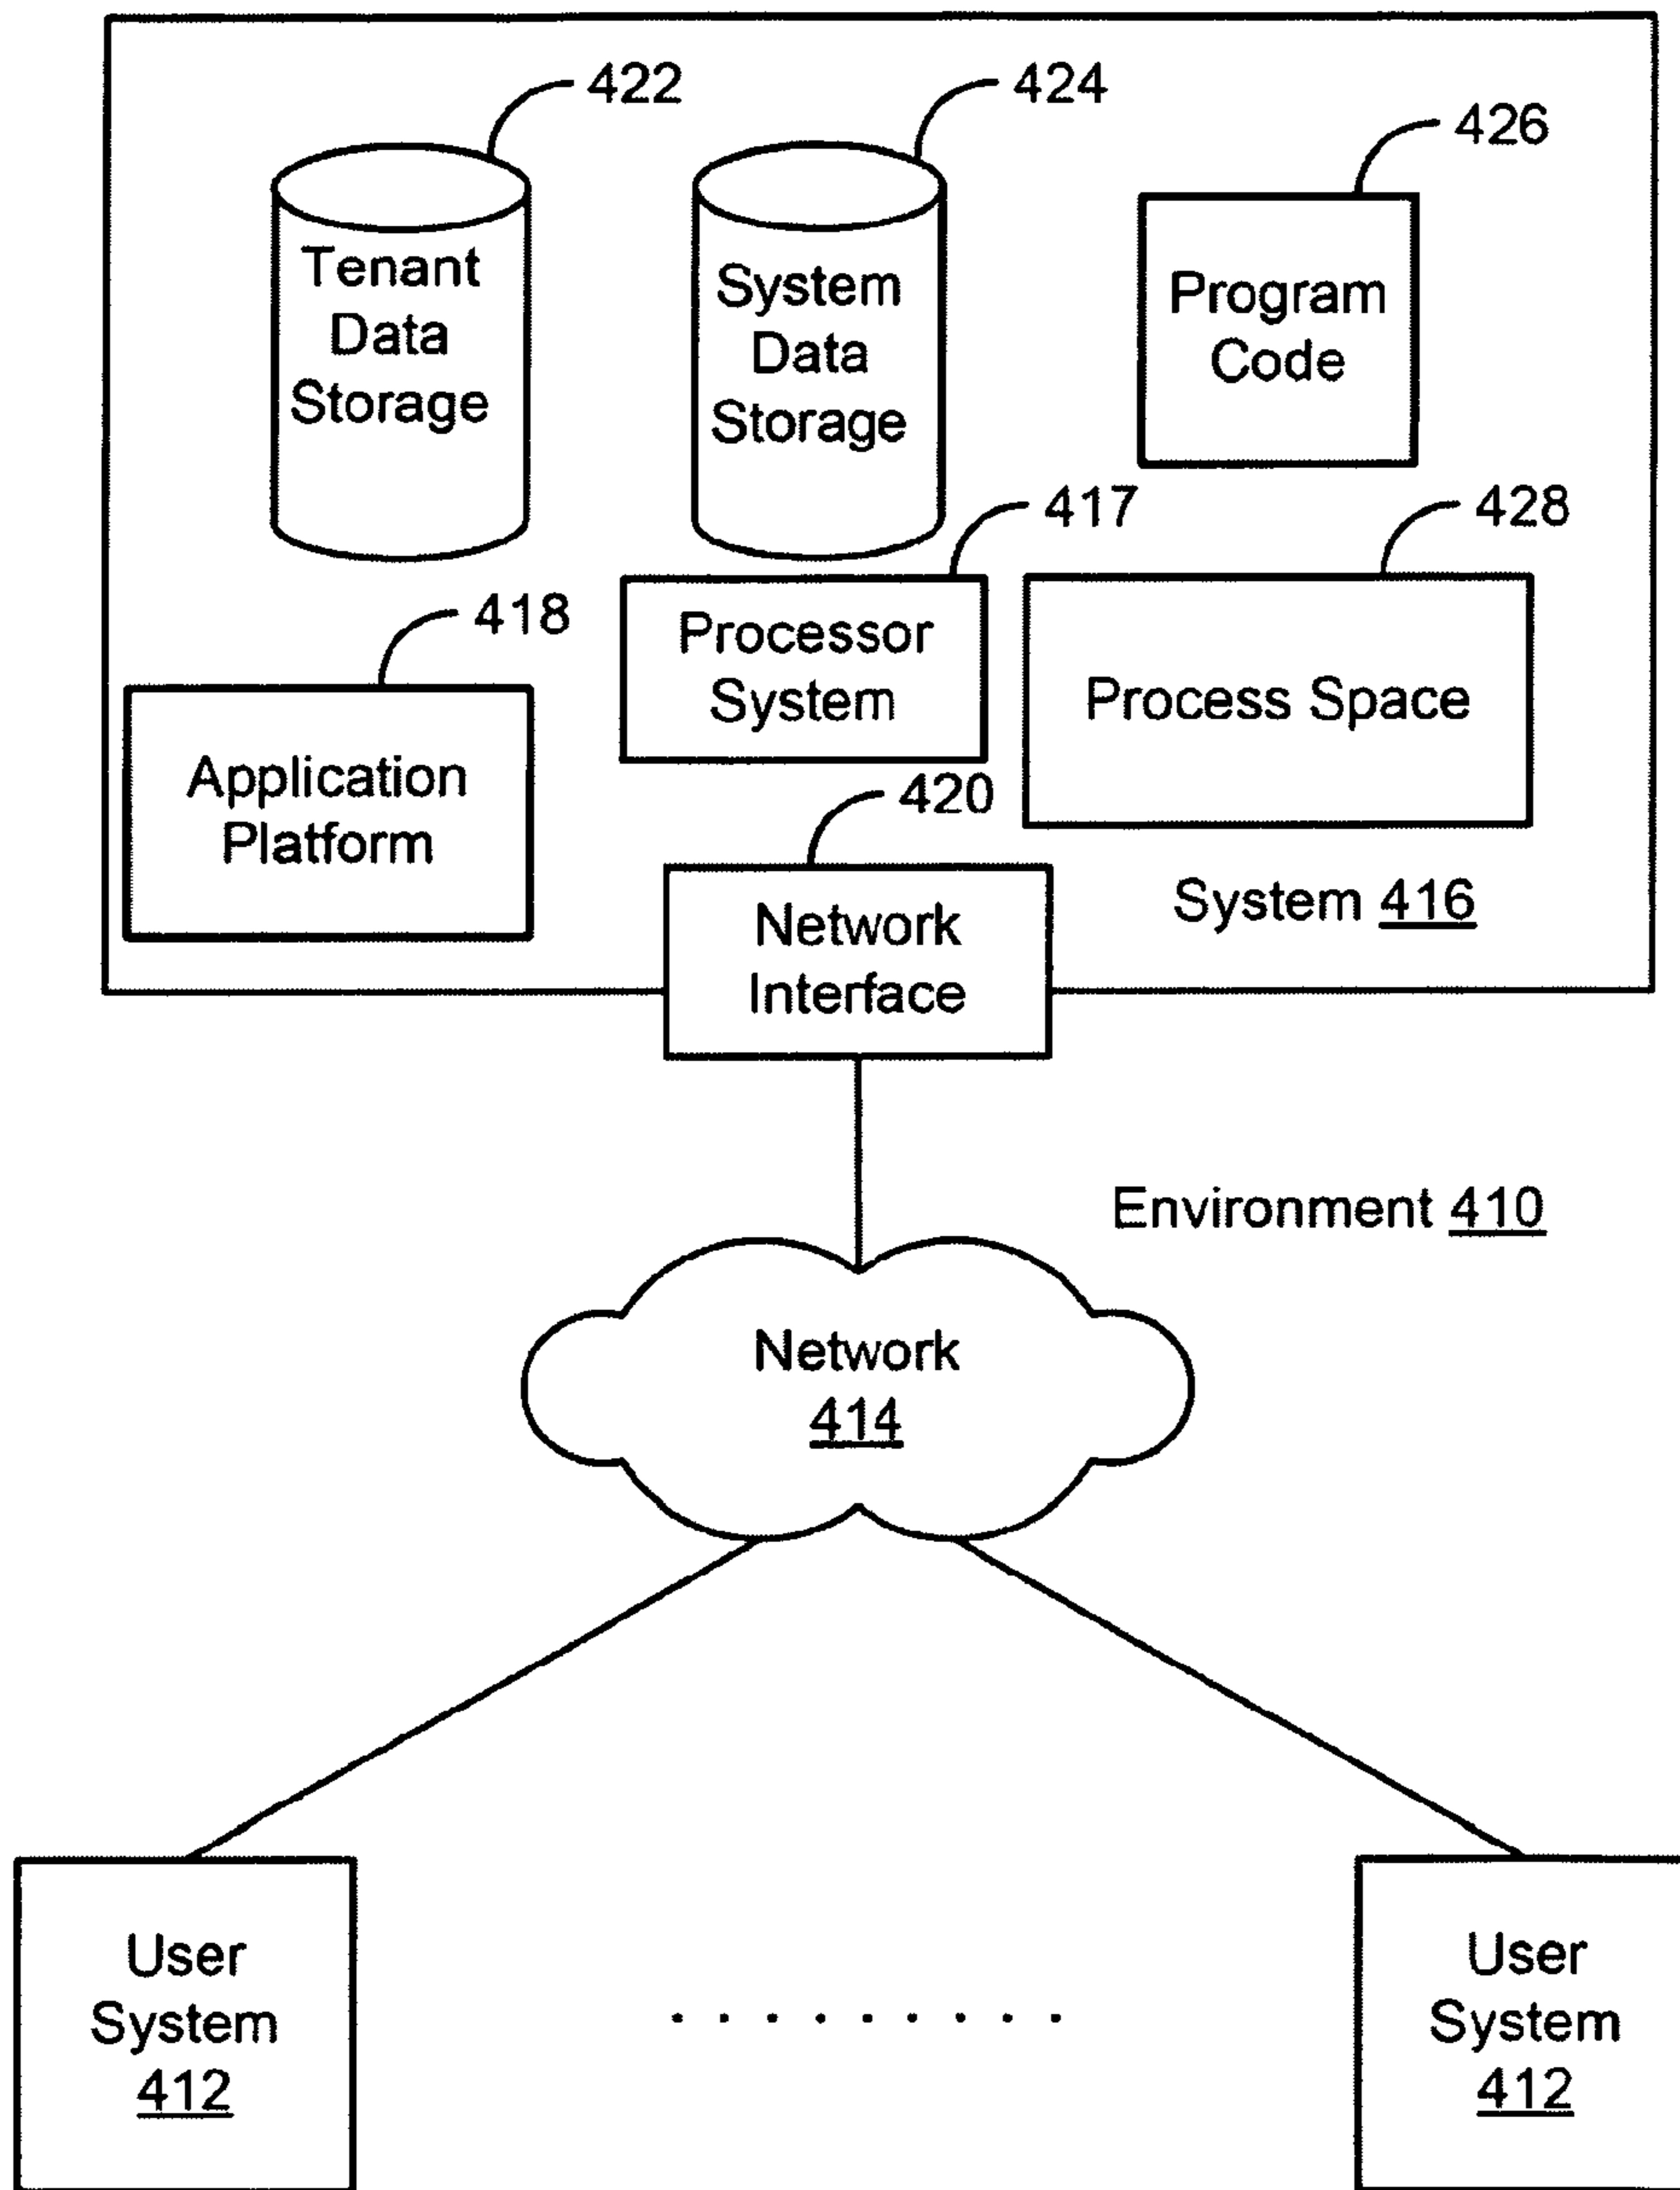 422
424
426
Tenant
Data
Storage
System
Data
Storage
Program
Code
417
428
418
Processor
System
Process Space
Application
Platform
420
Network
Interface
System 416
Environment 410
Network
414
User
System
412
. . . . . . . . .
User
System
412